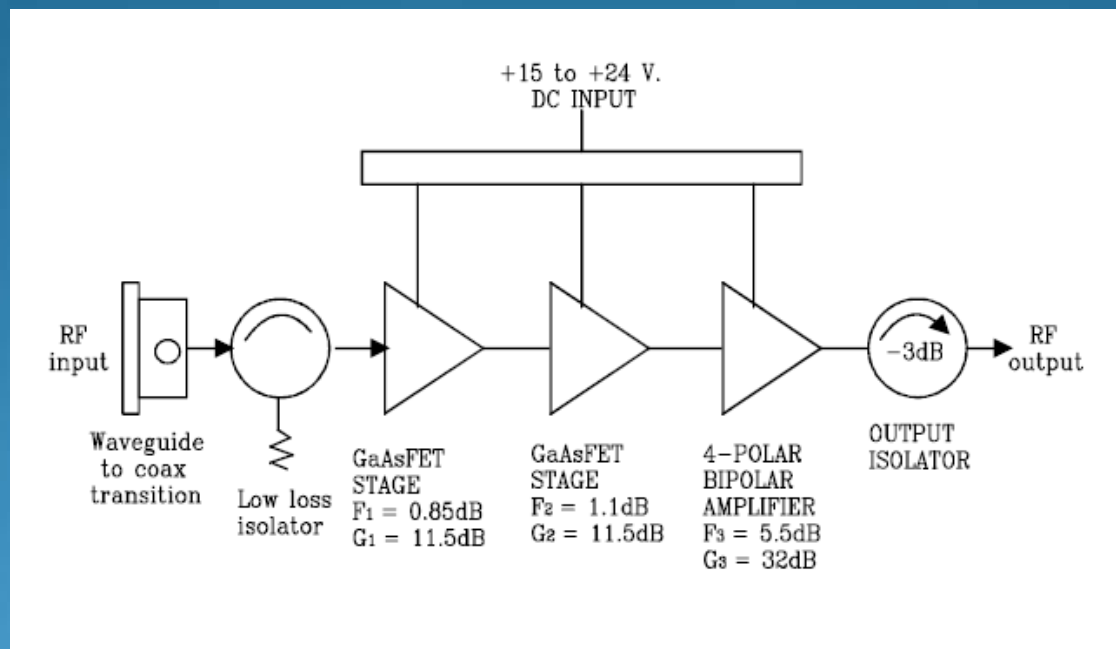 +15 to +24 V.
DC INPUT
RF
input
-3dB
RF
output
Waveguide
to coax
transition
Low loss
isolator
GaAsFET
STAGE
F1 = 0.85dB
G1 = 11.5dB
GaAsFET
STAGE
F2 = 1.1dB
G2 = 11.5dB
4-POLAR
BIPOLAR
AMPLIFIER
F3 = 5.5dB
G3 = 32dB
OUTPUT
ISOLATOR